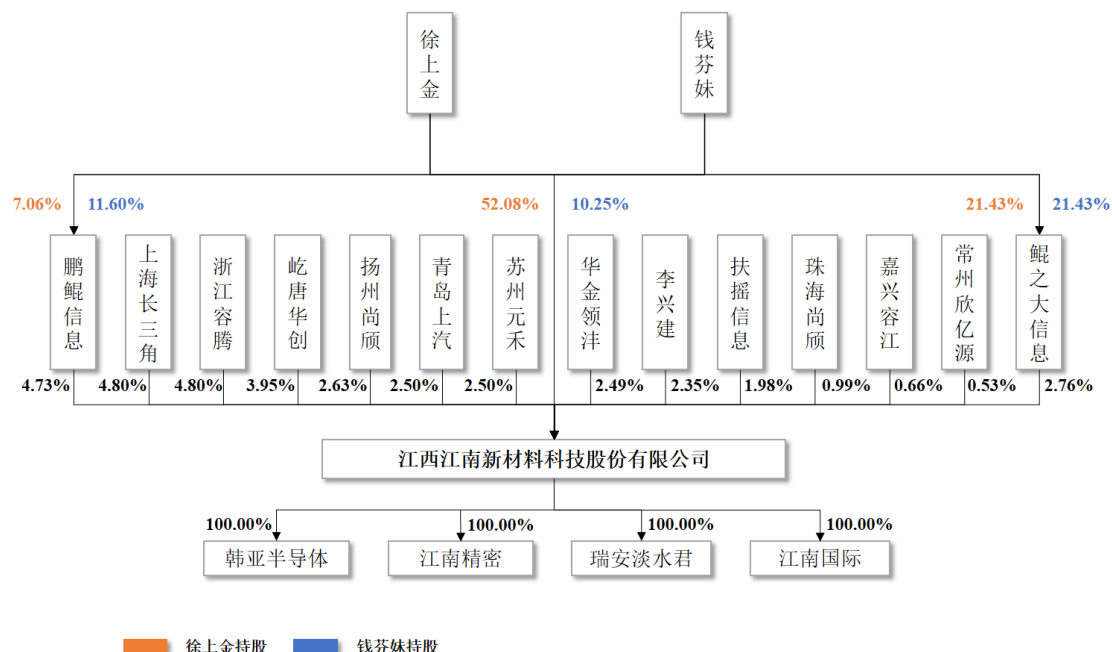 徐上金
钱芬妹
7.06% 11.60% 52.08% 10.25% 21.43% 21.43%
鹏鲲信息
上海长三角
浙江容腾
屹唐华创
扬州尚颀
青岛上汽
苏州元禾
华金领沣
李兴建
扶摇信息
珠海尚颀
嘉兴容江
常州欣亿源
鲲之大信息
4.73% 4.80% 4.80% 3.95% 2.63% 2.50% 2.50% 2.49% 2.35% 1.98% 0.99% 0.66% 0.53% 2.76%
江西江南新材料科技股份有限公司
100.00% 100.00% 100.00% 100.00%
韩亚半导体 江南精密 瑞安淡水君 江南国际
徐上金持股 钱芬妹持股